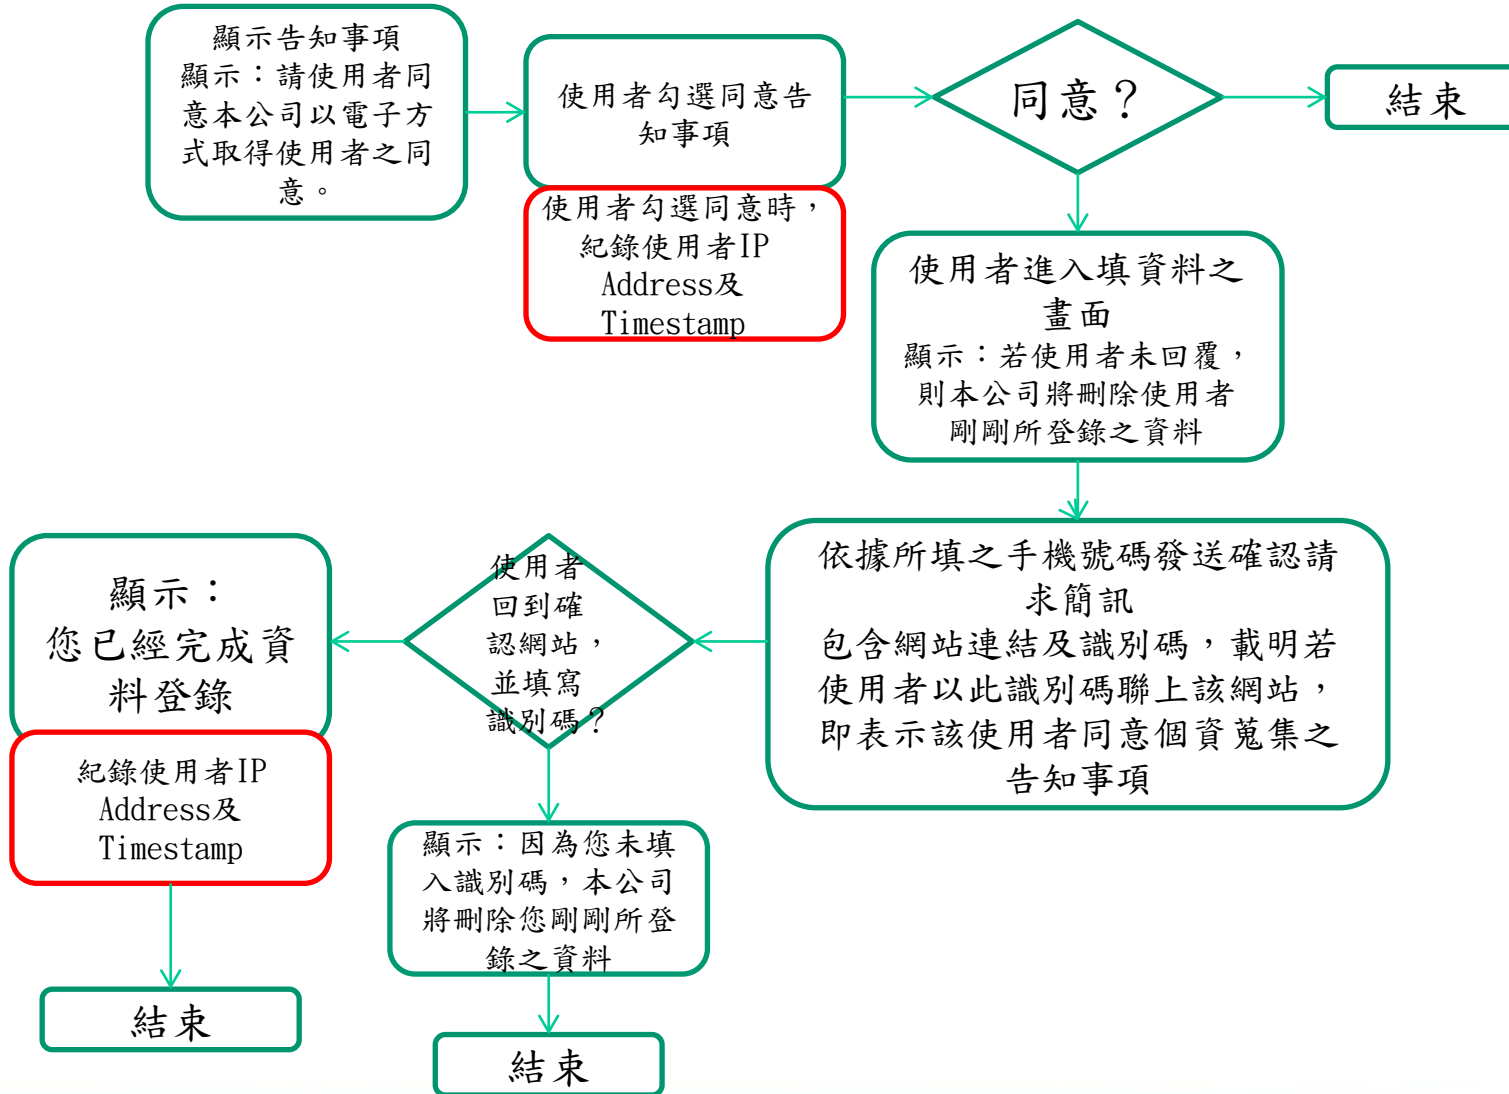 顯示告知事項
顯示：請使用者同
意本公司以電子方
式取得使用者之同
意。
使用者勾選同意告
知事項
使用者勾選同意時，
紀錄使用者IP
Address及
Timestamp
同意？
結束
使用者進入填資料之
畫面
顯示：若使用者未回覆，
則本公司將刪除使用者
剛剛所登錄之資料
依據所填之手機號碼發送確認請
求簡訊
包含網站連結及識別碼，載明若
使用者以此識別碼聯上該網站，
即表示該使用者同意個資蒐集之
告知事項
使用者
回到確
認網站，
並填寫
識別碼？
顯示：
您已經完成資
料登錄
紀錄使用者IP
Address及
Timestamp
結束
顯示：因為您未填
入識別碼，本公司
將刪除您剛剛所登
錄之資料
結束